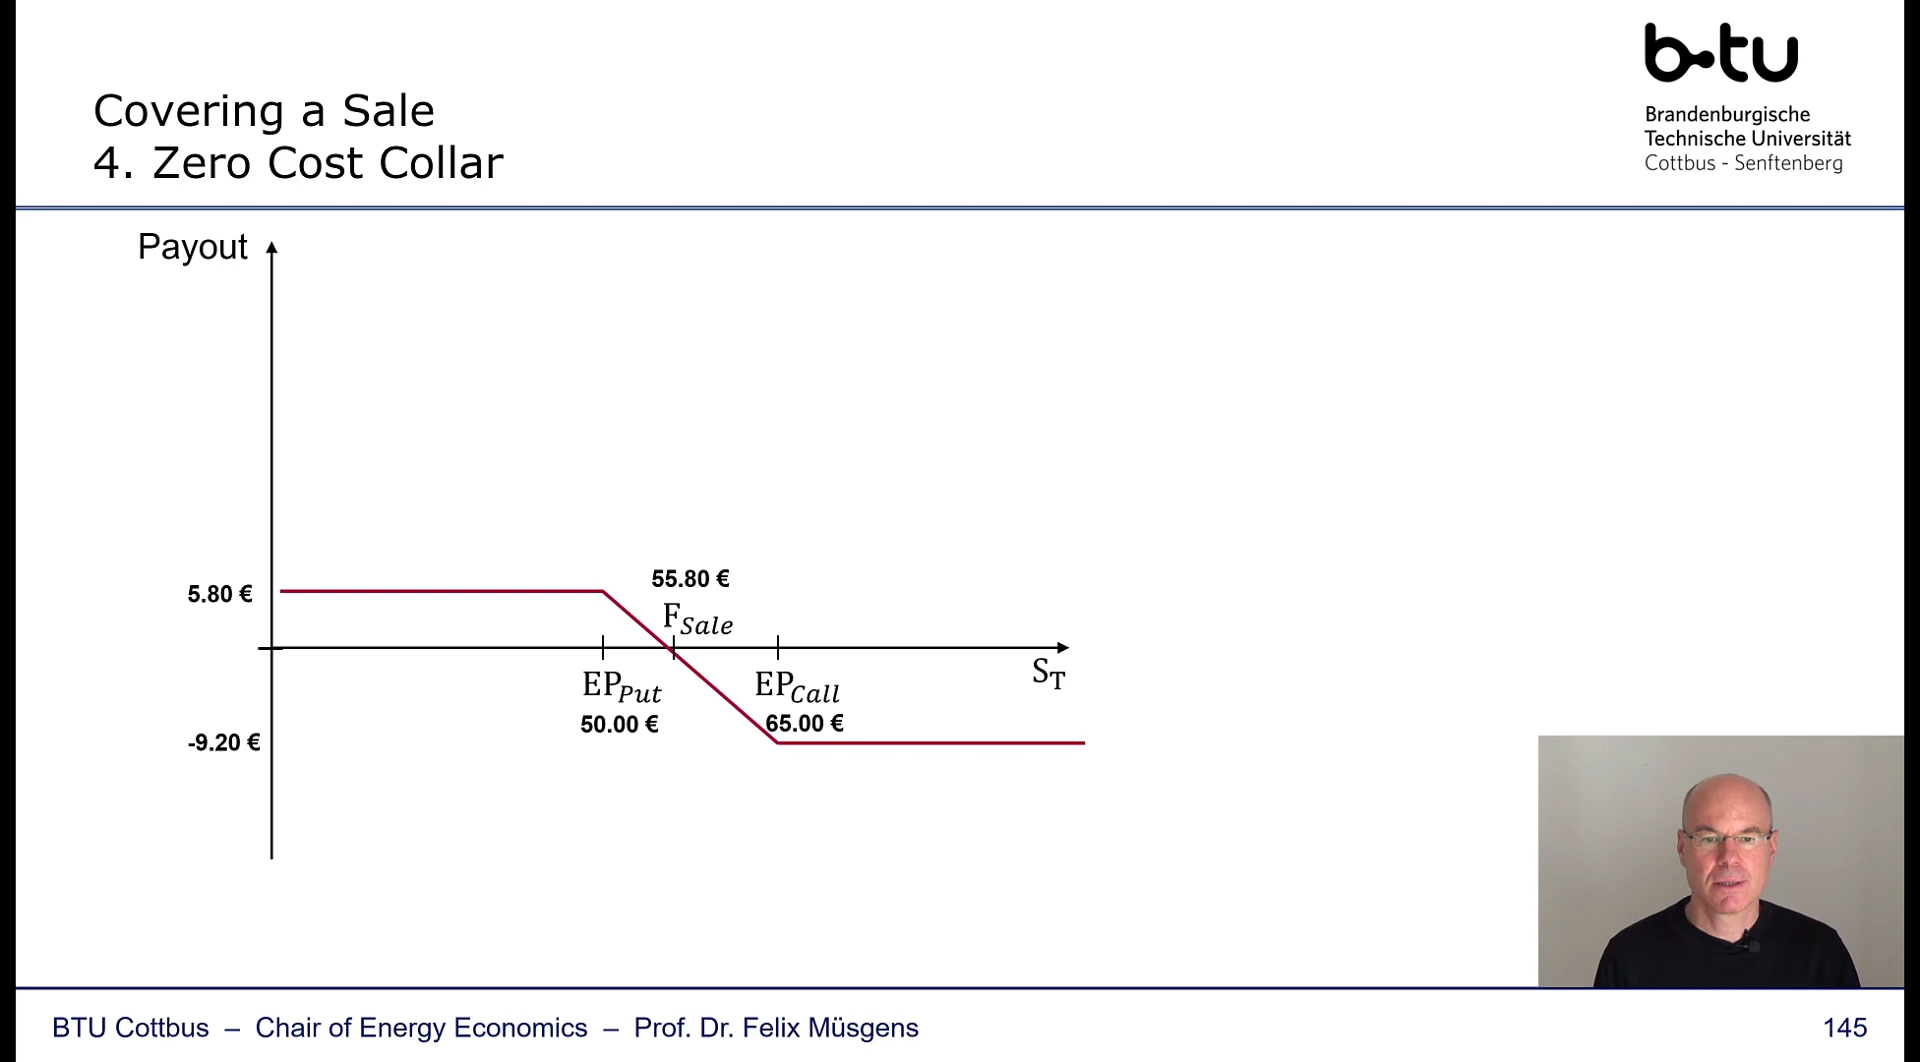 Covering a Sale
4. Zero Cost Collar
b-tu
Brandenburgische
Technische Universität
Cottbus - Senftenberg
Payout
5.80 €
55.80 €
F_Sale
S_T
EP_Put
EP_Call
50.00 €
65.00 €
-9.20 €
BTU Cottbus – Chair of Energy Economics – Prof. Dr. Felix Müsgens
145